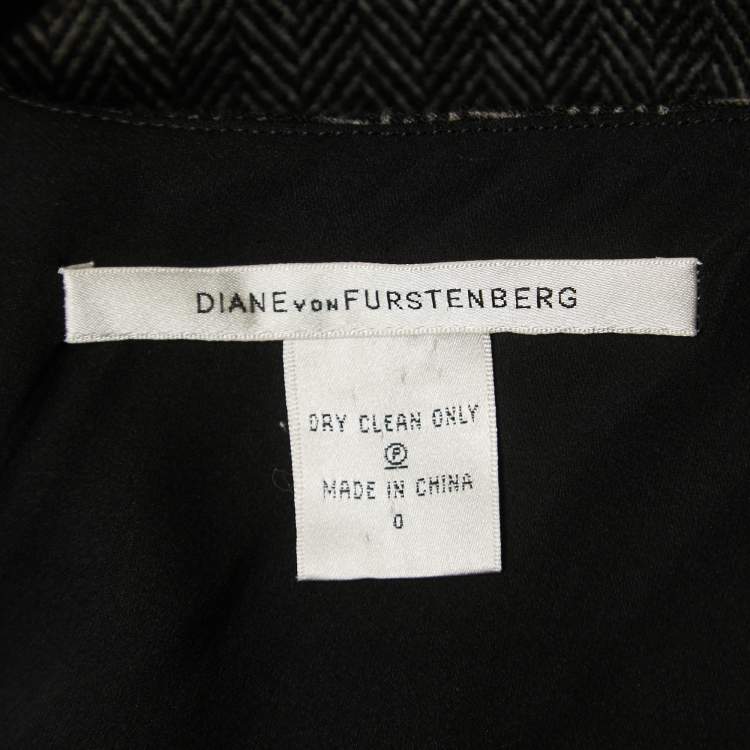 DIANE VON FURSTENBERG
DRY CLEAN ONLY
P
MADE IN CHINA
0